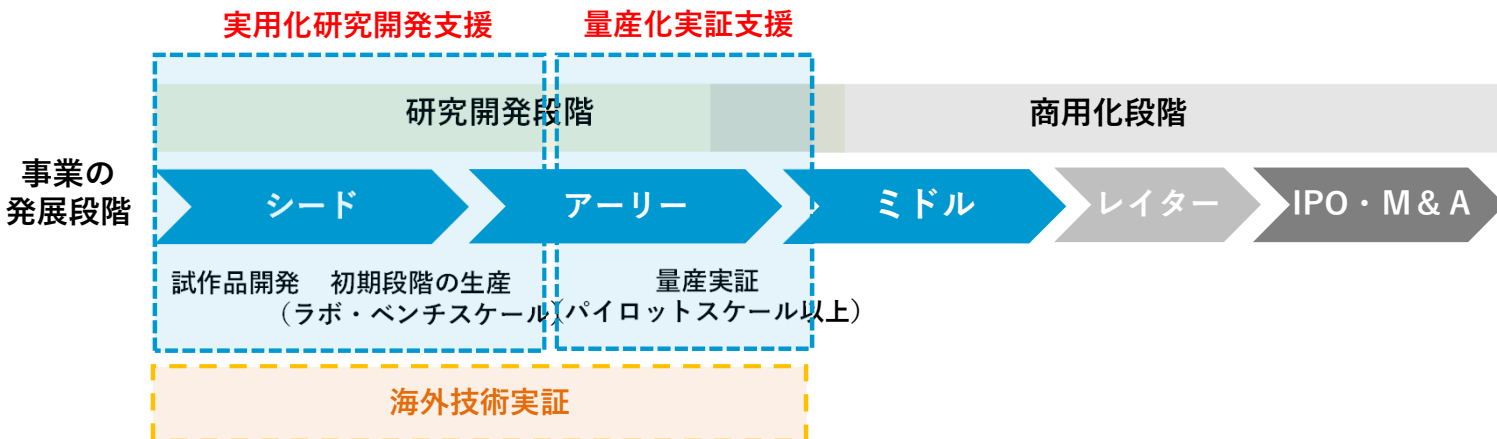 実用化研究開発支援
量産化実証支援
研究開発段階
商用化段階
事業の
発展段階
シード
アーリー
ミドル
レイター
IPO・M & A
試作品開発 初期段階の生産
（ラボ・ベンチスケール）
量産実証
（パイロットスケール以上）
海外技術実証